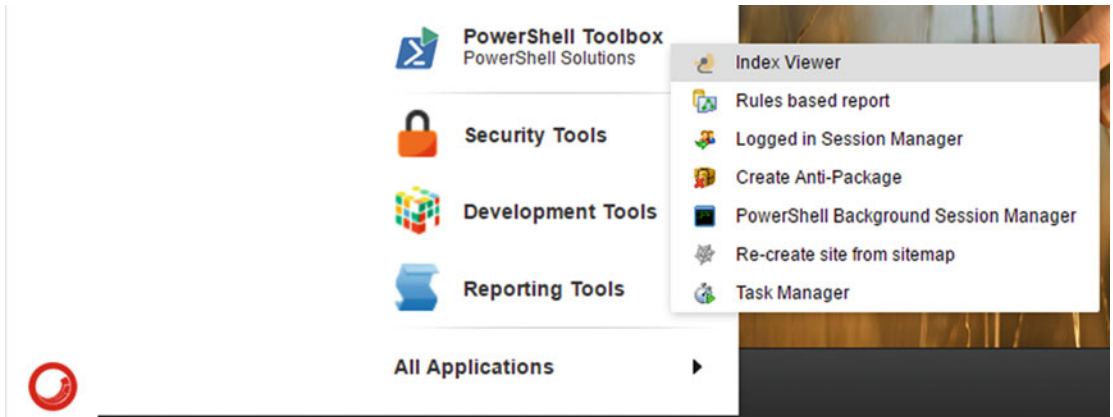 PowerShell Toolbox
PowerShell Solutions
Security Tools
Development Tools
Reporting Tools
All Applications
Index Viewer
Rules based report
Logged in Session Manager
Create Anti-Package
PowerShell Background Session Manager
Re-create site from sitemap
Task Manager